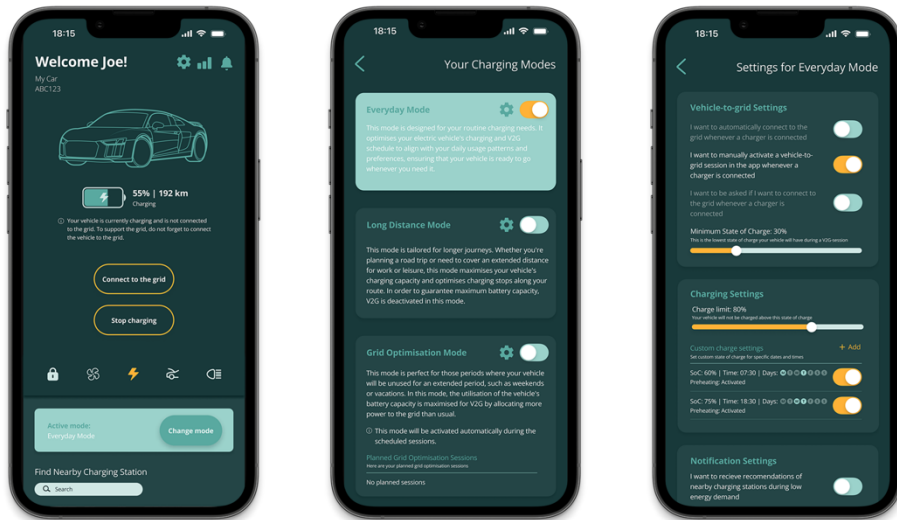 18:15
Welcome Joe!
My Car
ABC123
55% | 192 km
Charging
Your vehicle is currently charging and is not connected
to the grid. To support the grid, do not forget to connect
the vehicle to the grid.
Connect to the grid
Stop charging
Active mode:
Everyday Mode
Change mode
Find Nearby Charging Station
Search
18:15
Your Charging Modes
Everyday Mode
This mode is designed for your routine charging needs. It
optimises your electric vehicle's charging and V2G
schedule to align with your daily usage patterns and
preferences, ensuring that your vehicle is ready to go
whenever you need it.
Long Distance Mode
This mode is tailored for longer journeys. Whether you're
planning a road trip or need to cover an extended distance
for work or leisure, this mode maximises your vehicle's
charging capacity and optimises charging stops along your
route. In order to guarantee maximum battery capacity,
V2G is deactivated in this mode.
Grid Optimisation Mode
This mode is perfect for those periods where your vehicle
will be unused for an extended period, such as weekends
or vacations. In this mode, the utilisation of the vehicle's
battery capacity is maximised for V2G by allocating more
power to the grid than usual.
This mode will be activated automatically during the
scheduled sessions.
Planned Grid Optimisation Sessions
Here are your planned grid optimisation sessions
No planned sessions
18:15
Settings for Everyday Mode
Vehicle-to-grid Settings
I want to automatically connect to the
grid whenever a charger is connected
I want to manually activate a vehicle-to-
grid session in the app whenever a
charger is connected
I want to be asked if I want to connect to
the grid whenever a charger is
connected
Minimum State of Charge: 30%
This is the lowest state of charge your vehicle will have during a V2G-session
Charging Settings
Charge limit: 80%
Your vehicle will not be charged above this state of charge
Custom charge settings
+ Add
Set custom state of charge for specific dates and times
SoC: 60% | Time: 07:30 | Days:
Preheating: Activated
SoC: 75% | Time: 18:30 | Days:
Preheating: Activated
Notification Settings
I want to recieve recomendations of
nearby charging stations during low
energy demand